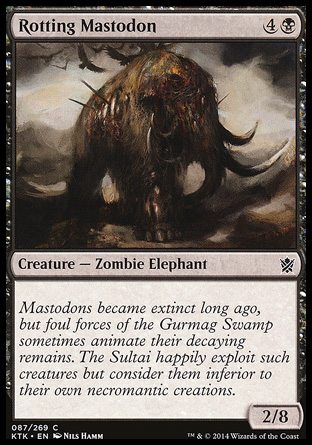 Rotting Mastodon 4
Creature — Zombie Elephant
Mastodons became extinct long ago,
but foul forces of the Gurmag Swamp
sometimes animate their decaying
remains. The Sultai happily exploit such
creatures but consider them inferior to
their own necromantic creations.
2/8
087/269 C
KTK • EN Nils Hamm ™ & © 2014 Wizards of the Coast